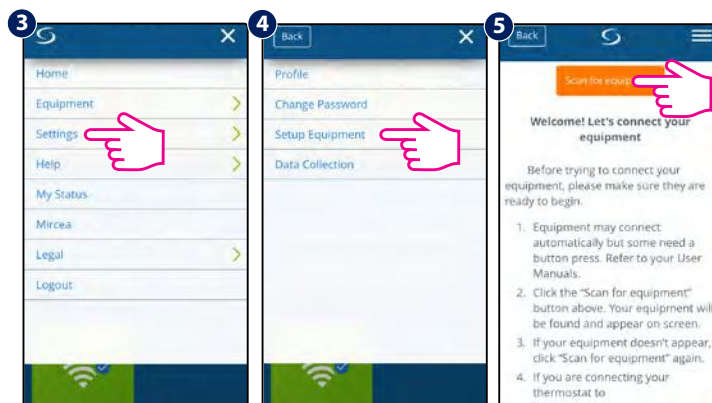 3
Home
Equipment
Settings
Help
My Status
Mircea
Legal
Logout
4
Back
Profile
Change Password
Setup Equipment
Data Collection
5
Back
Scan for
Welcome! Let's connect your
equipment
Before trying to connect your
equipment, please make sure they are
ready to begin.
1. Equipment may connect
automatically but some need a
button press. Refer to your User
Manuals.
2. Click the "Scan for equipment"
button above. Your equipment will
be found and appear on screen.
3. If your equipment doesn't appear,
click "Scan for equipment" again.
4. If you are connecting your
thermostat to